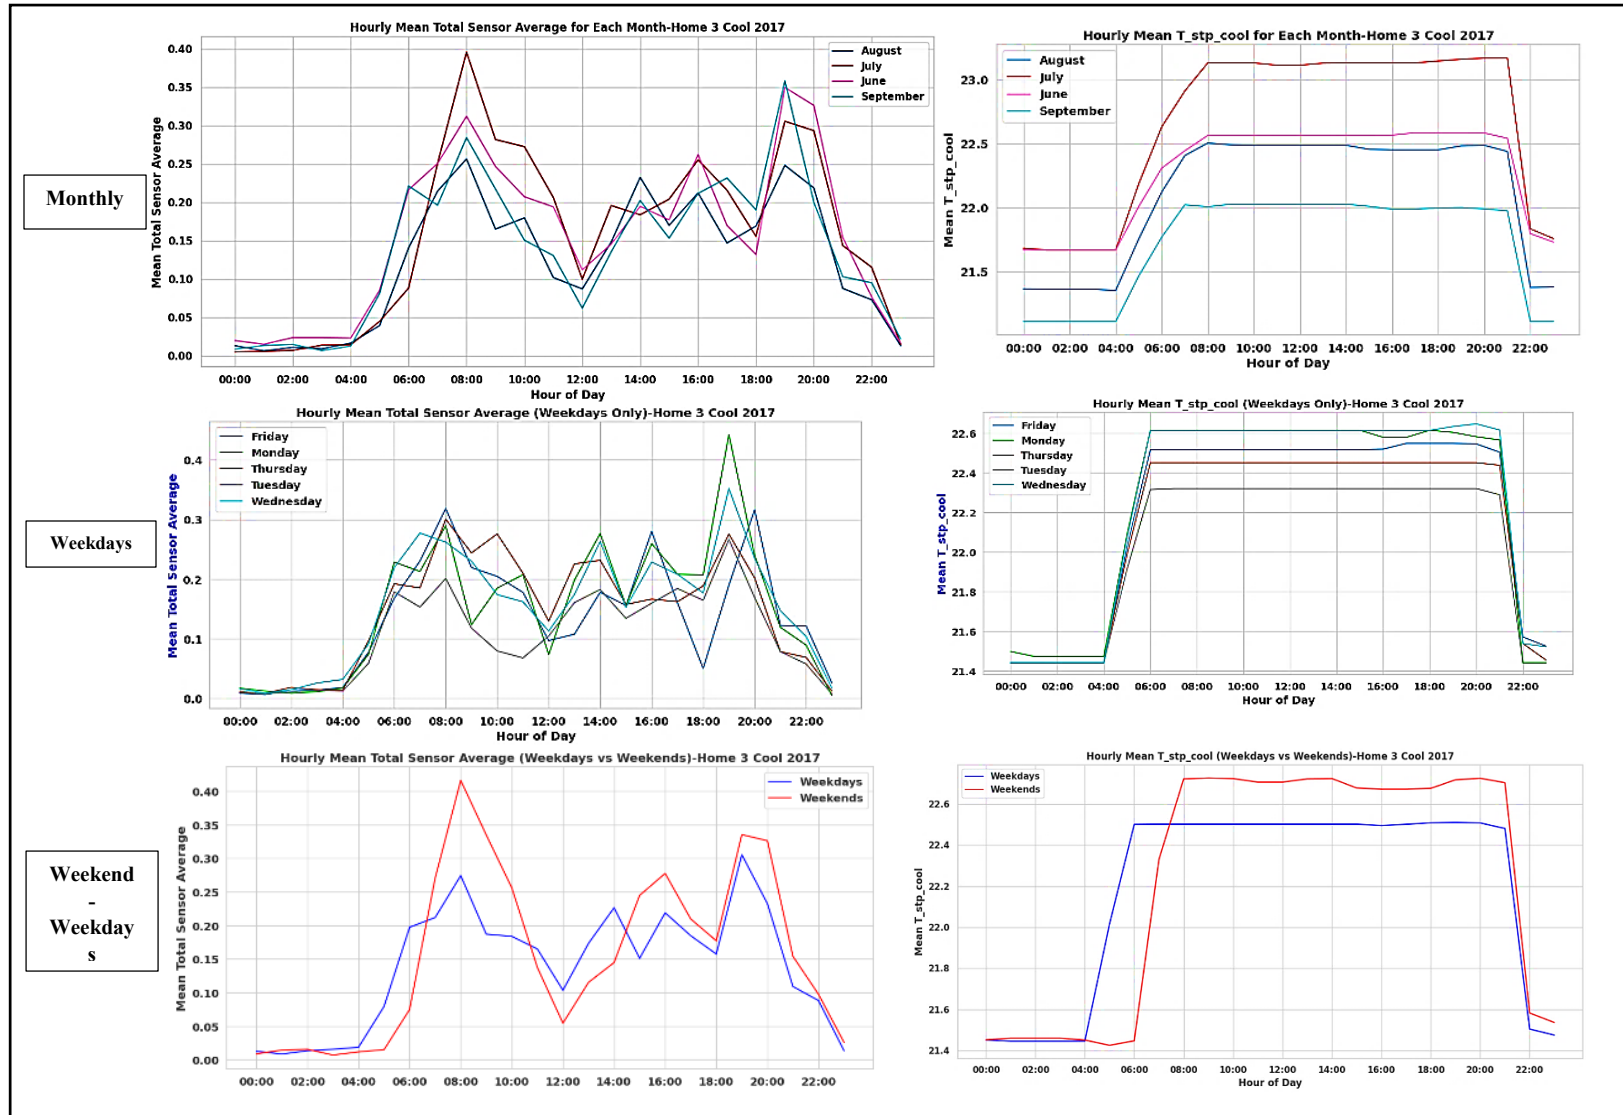 Monthly
Hourly Mean Total Sensor Average for Each Month-Home 3 Cool 2017
Mean Total Sensor Average
0.40
0.35
0.30
0.25
0.20
0.15
0.10
0.05
0.00
August
July
June
September
00:00 02:00 04:00 06:00 08:00 10:00 12:00 14:00 16:00 18:00 20:00 22:00
Hour of Day
Hourly Mean T_stp_cool for Each Month-Home 3 Cool 2017
Mean T_stp_cool
23.0
22.5
22.0
21.5
August
July
June
September
00:00 02:00 04:00 06:00 08:00 10:00 12:00 14:00 16:00 18:00 20:00 22:00
Hour of Day
Weekdays
Hourly Mean Total Sensor Average (Weekdays Only)-Home 3 Cool 2017
Mean Total Sensor Average
0.4
0.3
0.2
0.1
0.0
Friday
Monday
Thursday
Tuesday
Wednesday
00:00 02:00 04:00 06:00 08:00 10:00 12:00 14:00 16:00 18:00 20:00 22:00
Hour of Day
Hourly Mean T_stp_cool (Weekdays Only)-Home 3 Cool 2017
Mean T_stp_cool
22.6
22.4
22.2
22.0
21.8
21.6
21.4
Friday
Monday
Thursday
Tuesday
Wednesday
00:00 02:00 04:00 06:00 08:00 10:00 12:00 14:00 16:00 18:00 20:00 22:00
Hour of Day
Weekend
-
Weekday
s
Hourly Mean Total Sensor Average (Weekdays vs Weekends)-Home 3 Cool 2017
Mean Total Sensor Average
0.40
0.35
0.30
0.25
0.20
0.15
0.10
0.05
0.00
Weekdays
Weekends
00:00 02:00 04:00 06:00 08:00 10:00 12:00 14:00 16:00 18:00 20:00 22:00
Hourly Mean T_stp_cool (Weekdays vs Weekends)-Home 3 Cool 2017
Mean T_stp_cool
22.6
22.4
22.2
22.0
21.8
21.6
21.4
Weekdays
Weekends
00:00 02:00 04:00 06:00 08:00 10:00 12:00 14:00 16:00 18:00 20:00 22:00
Hour of Day